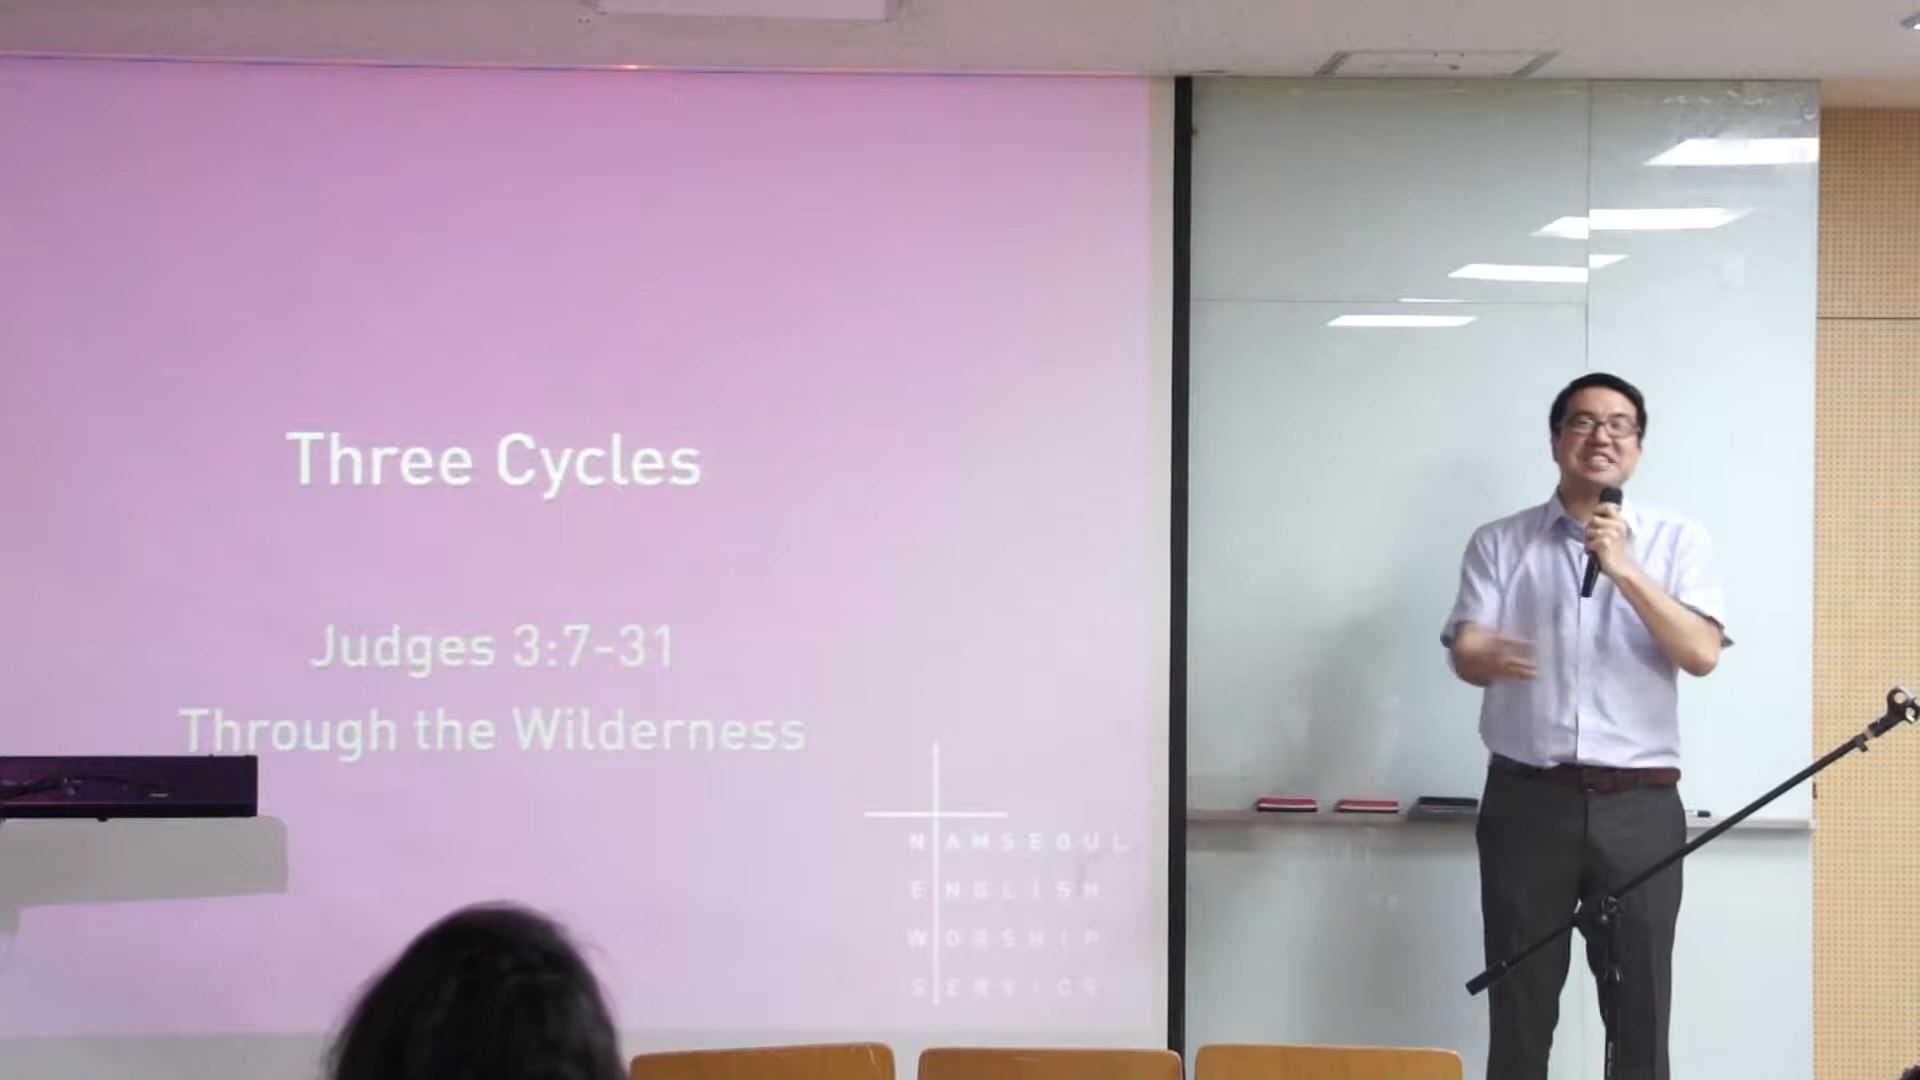 Three Cycles
Judges 3:7-31
Through the Wilderness
NAMSEOUL
ENGLISH
WORSHIP
SERVICE